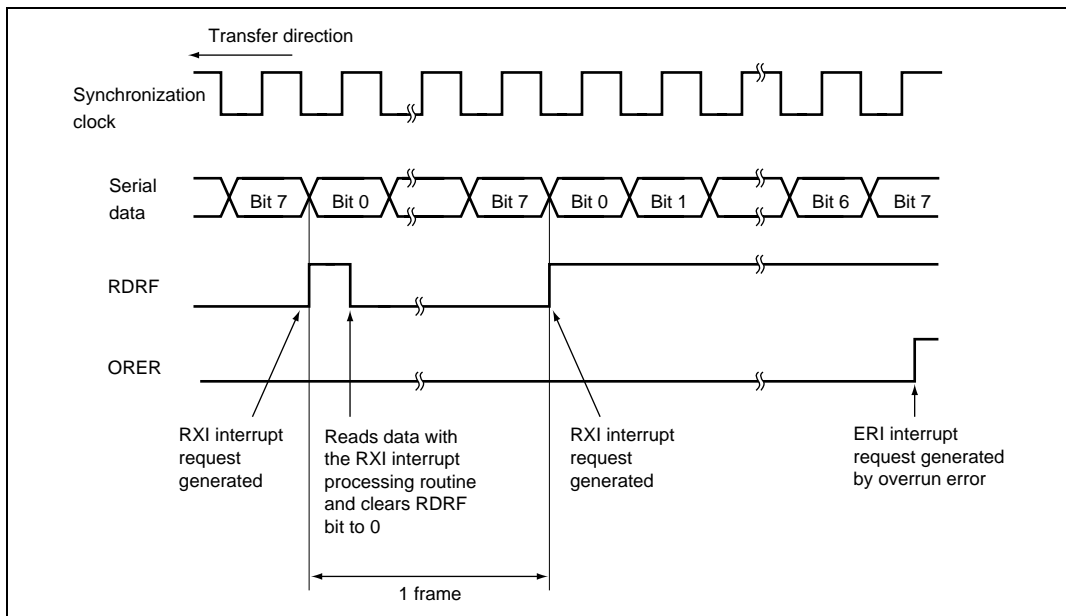 Transfer direction
Synchronization
clock
Serial
data
Bit 7
Bit 0
Bit 7
Bit 0
Bit 1
Bit 6
Bit 7
RDRF
ORER
RXI interrupt
request
generated
Reads data with
the RXI interrupt
processing routine
and clears RDRF
bit to 0
RXI interrupt
request
generated
ERI interrupt
request generated
by overrun error
1 frame